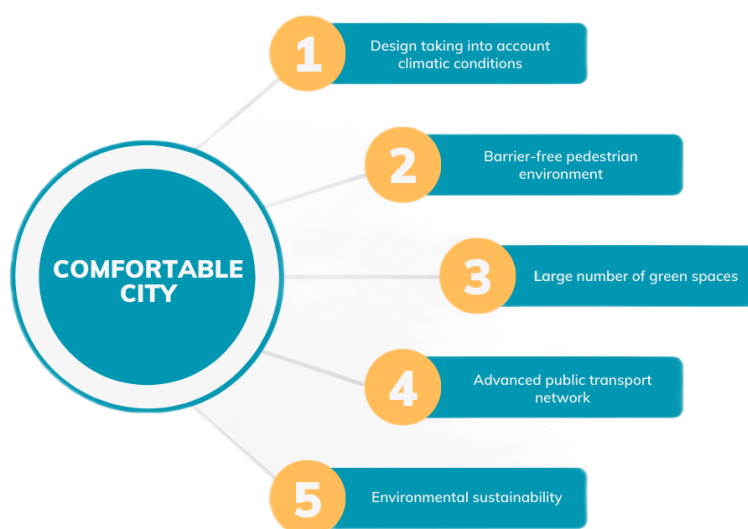 COMFORTABLE
CITY
1
Design taking into account
climatic conditions
2
Barrier-free pedestrian
environment
3
Large number of green spaces
4
Advanced public transport
network
5
Environmental sustainability